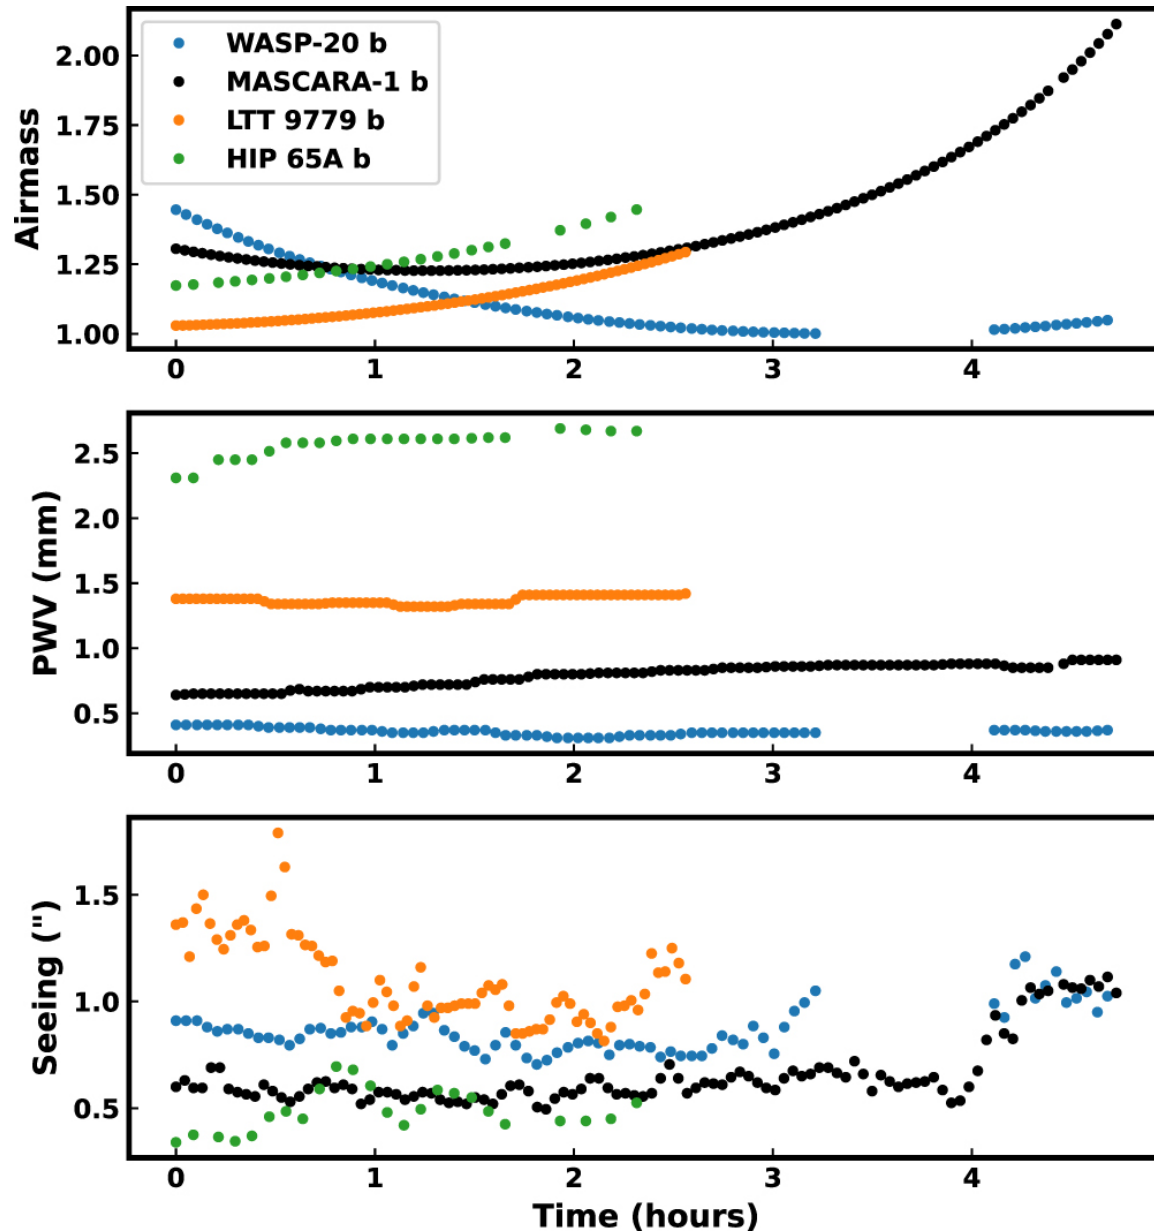 WASP-20 b
MASCARA-1 b
LTT 9779 b
HIP 65A b
Airmass
2.00
1.75
1.50
1.25
1.00
0 1 2 3 4
PWV (mm)
2.5
2.0
1.5
1.0
0.5
0 1 2 3 4
Seeing (")
1.5
1.0
0.5
0 1 2 3 4
Time (hours)